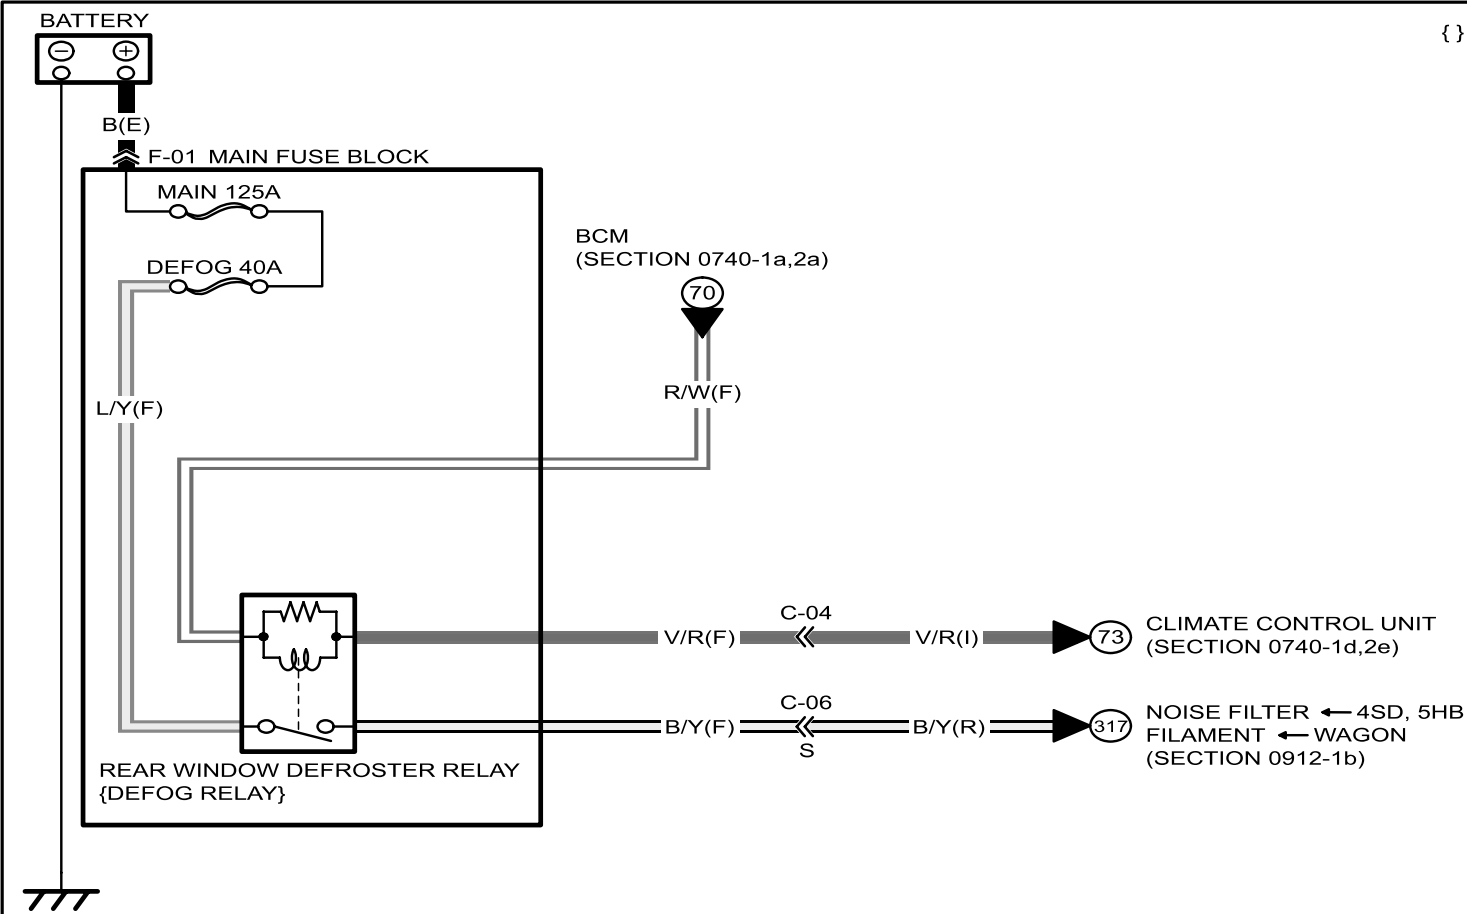 BATTERY
{ }
− +
B(E)
F-01 MAIN FUSE BLOCK
MAIN 125A
DEFOG 40A
BCM
(SECTION 0740-1a,2a)
70
R/W(F)
L/Y(F)
C-04
V/R(F)
V/R(I)
73
CLIMATE CONTROL UNIT
(SECTION 0740-1d,2e)
C-06
B/Y(F)
S
B/Y(R)
317
NOISE FILTER ← 4SD, 5HB
FILAMENT ← WAGON
(SECTION 0912-1b)
REAR WINDOW DEFROSTER RELAY
{DEFOG RELAY}